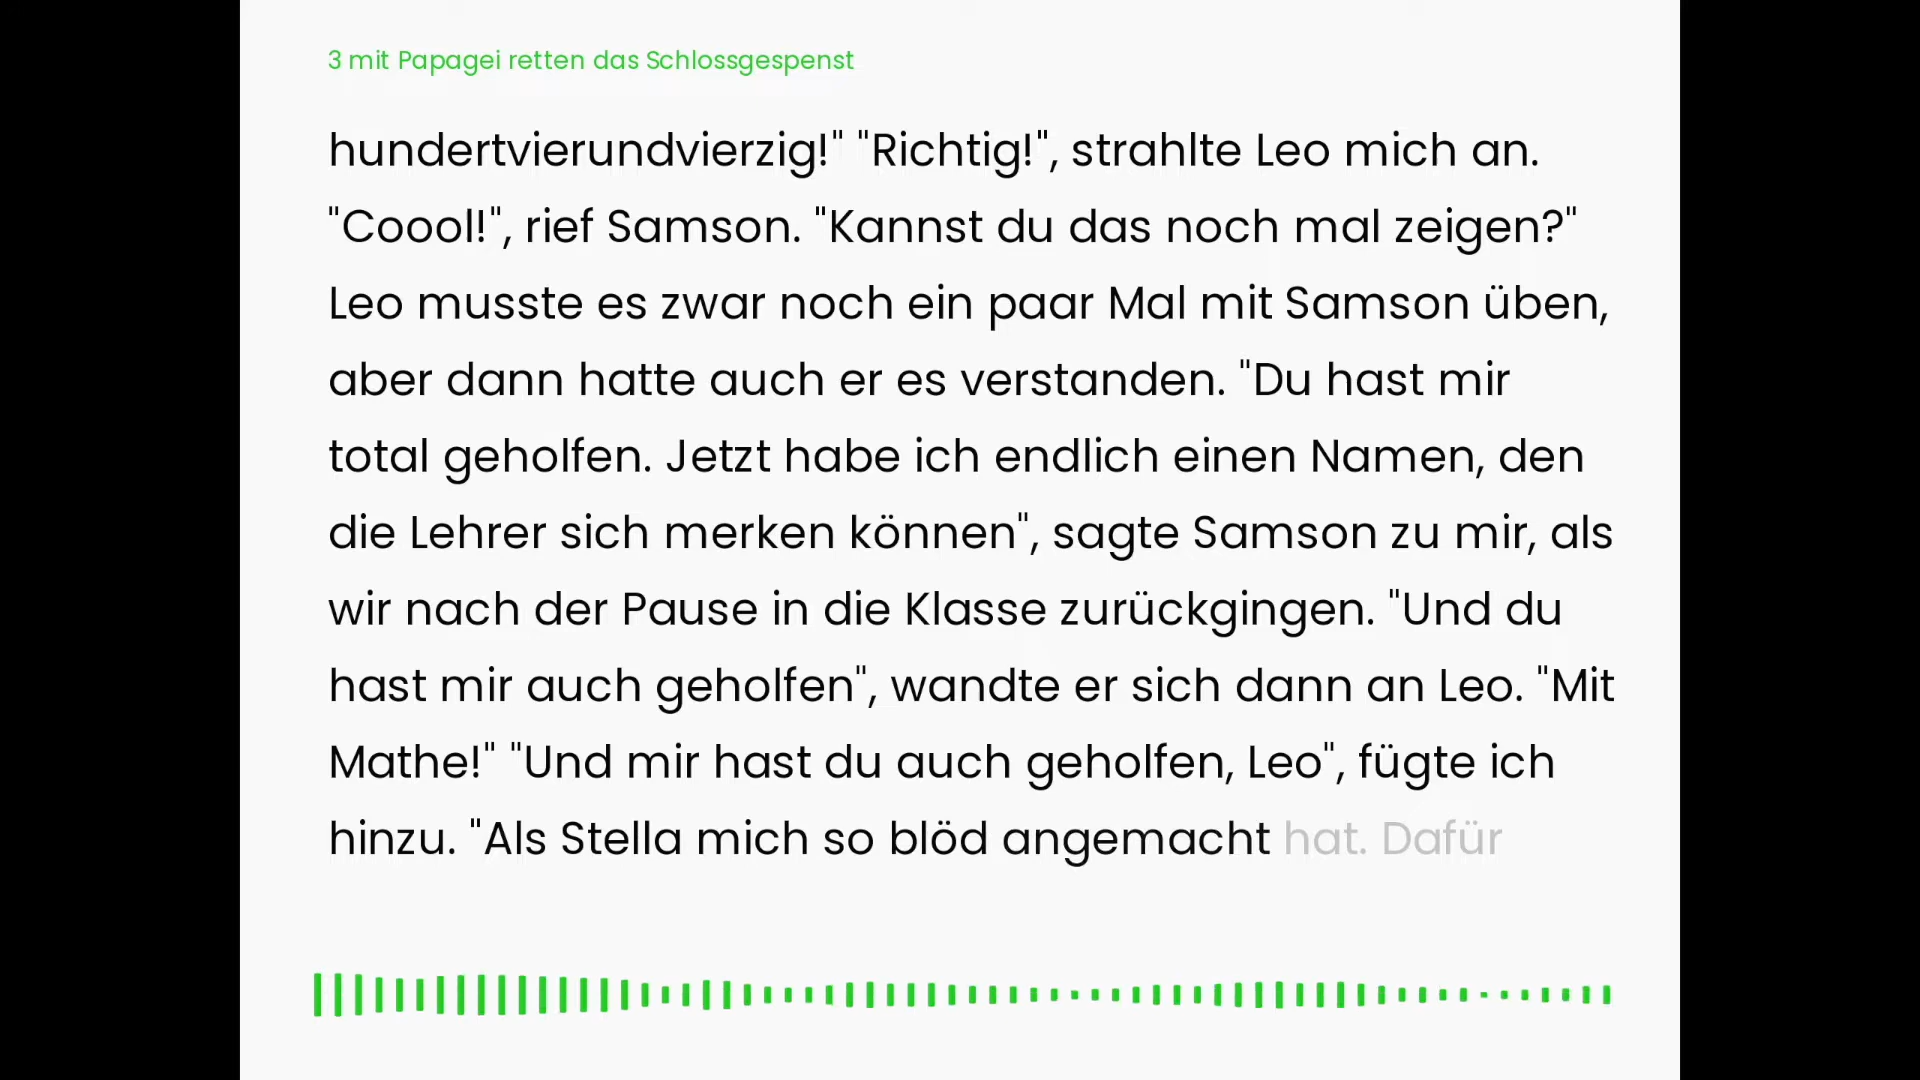 3 mit Papagei retten das Schlossgespenst
hundertvierundvierzig!" "Richtig!", strahlte Leo mich an.
"Coool!", rief Samson. "Kannst du das noch mal zeigen?"
Leo musste es zwar noch ein paar Mal mit Samson üben,
aber dann hatte auch er es verstanden. "Du hast mir
total geholfen. Jetzt habe ich endlich einen Namen, den
die Lehrer sich merken können", sagte Samson zu mir, als
wir nach der Pause in die Klasse zurückgingen. "Und du
hast mir auch geholfen", wandte er sich dann an Leo. "Mit
Mathe!" "Und mir hast du auch geholfen, Leo", fügte ich
hinzu. "Als Stella mich so blöd angemacht hat. Dafür